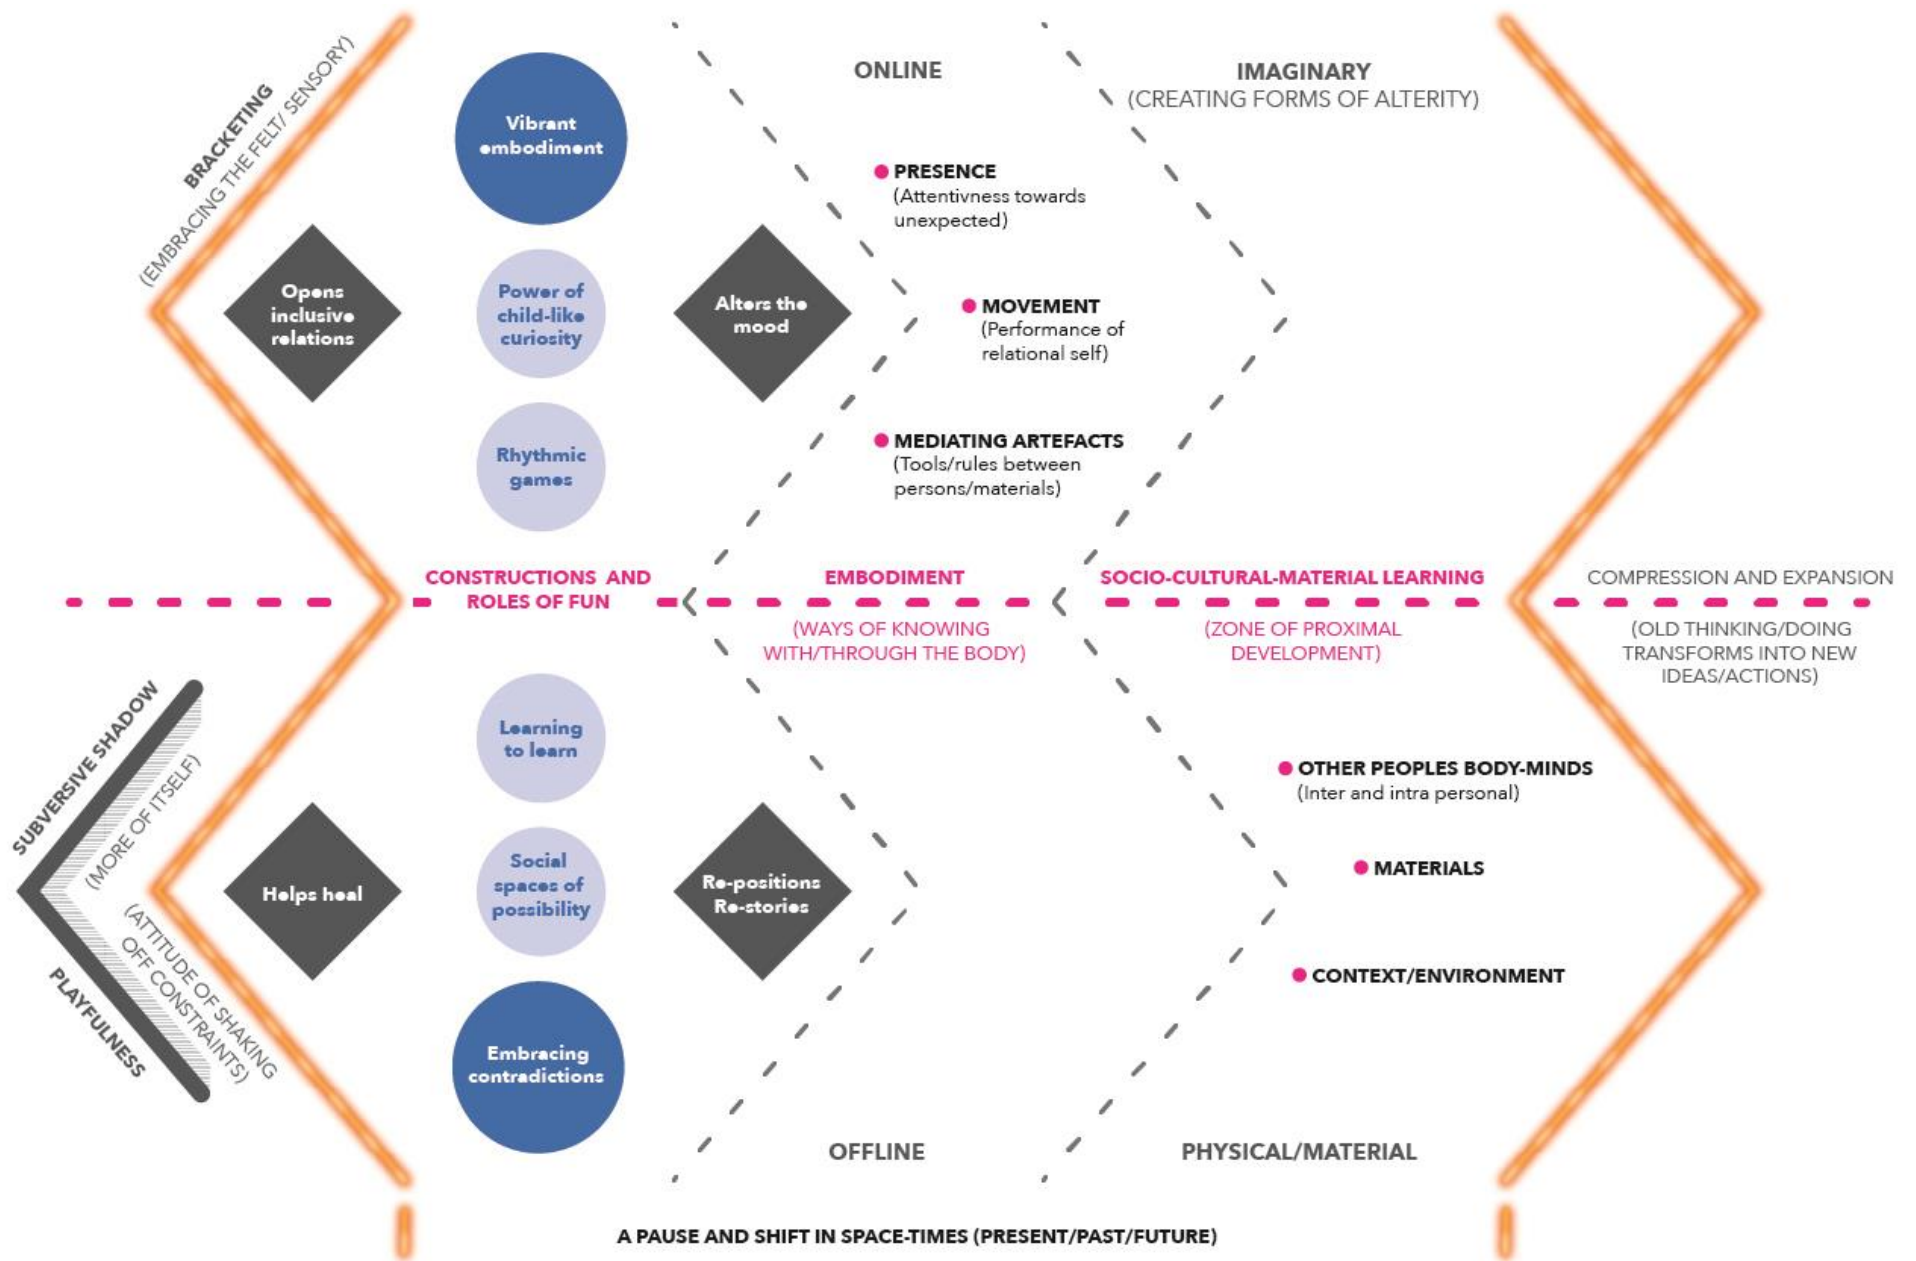 BRACKETING
(EMBRACING THE FELT/ SENSORY)
Vibrant
embodiment
Opens
inclusive
relations
Power of
child-like
curiosity
Alters the
mood
Rhythmic
games
ONLINE
IMAGINARY
(CREATING FORMS OF ALTERITY)
PRESENCE
(Attentivness towards
unexpected)
MOVEMENT
(Performance of
relational self)
MEDIATING ARTEFACTS
(Tools/rules between
persons/materials)
CONSTRUCTIONS AND
ROLES OF FUN
EMBODIMENT
(WAYS OF KNOWING
WITH/THROUGH THE BODY)
SOCIO-CULTURAL-MATERIAL LEARNING
(ZONE OF PROXIMAL
DEVELOPMENT)
COMPRESSION AND EXPANSION
(OLD THINKING/DOING
TRANSFORMS INTO NEW
IDEAS/ACTIONS)
SUBVERSIVE SHADOW
(MORE OF ITSELF)
PLAYFULNESS
(ATTITUDE OF SHAKING
OFF CONSTRAINTS)
Learning
to learn
Helps heal
Social
spaces of
possibility
Re-positions
Re-stories
Embracing
contradictions
OTHER PEOPLES BODY-MINDS
(Inter and intra personal)
MATERIALS
CONTEXT/ENVIRONMENT
OFFLINE
PHYSICAL/MATERIAL
A PAUSE AND SHIFT IN SPACE-TIMES (PRESENT/PAST/FUTURE)